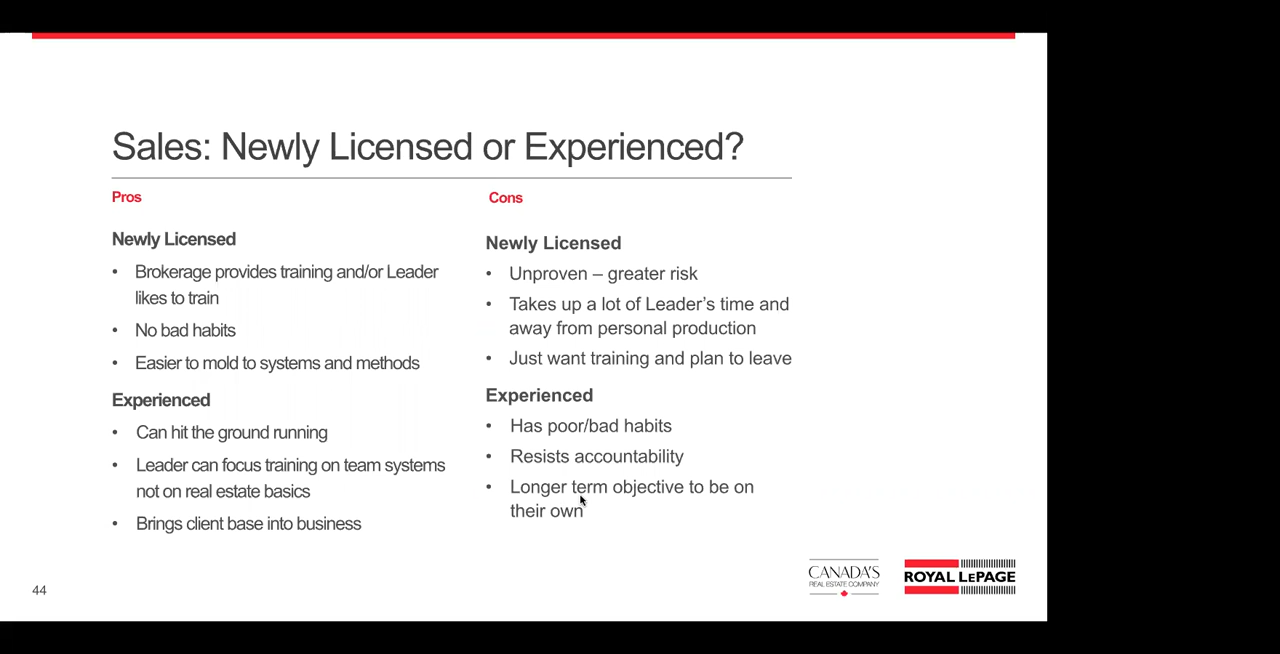 Sales: Newly Licensed or Experienced?
Pros
Newly Licensed
• Brokerage provides training and/or Leader
likes to train
• No bad habits
• Easier to mold to systems and methods
Experienced
• Can hit the ground running
• Leader can focus training on team systems
not on real estate basics
• Brings client base into business
Cons
Newly Licensed
• Unproven – greater risk
• Takes up a lot of Leader’s time and
away from personal production
• Just want training and plan to leave
Experienced
• Has poor/bad habits
• Resists accountability
• Longer term objective to be on
their own
44
CANADA'S
REAL ESTATE COMPANY
ROYAL LEPAGE